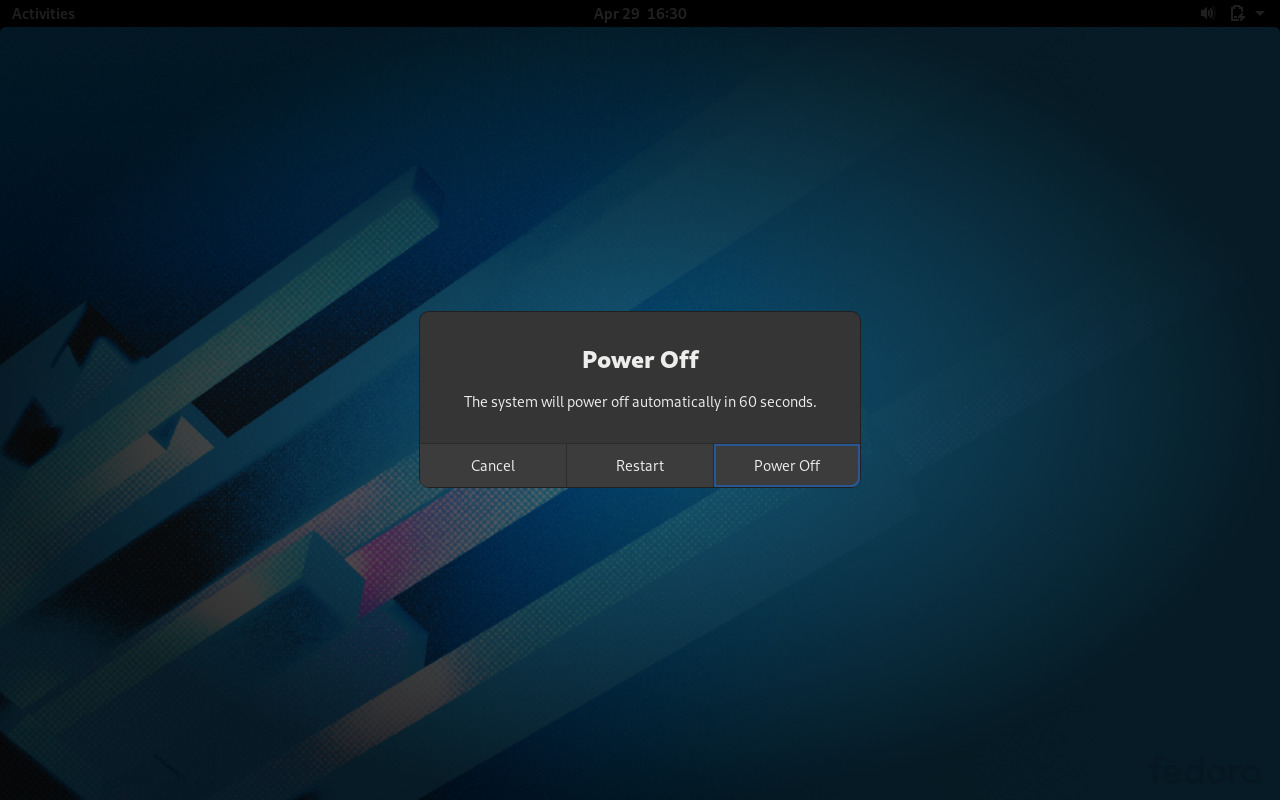 Activities
Apr 29 16:30
Power Off
The system will power off automatically in 60 seconds.
Cancel
Restart
Power Off
fedora